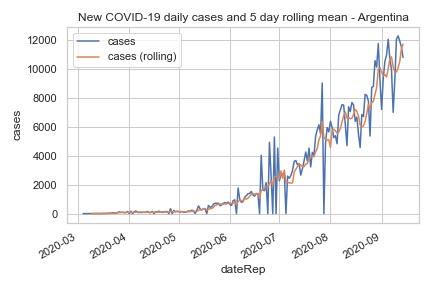 New COVID-19 daily cases and 5 day rolling mean - Argentina
cases
cases (rolling)
12000
10000
8000
6000
4000
2000
0
cases
2020-03
2020-04
2020-05
2020-06
2020-07
2020-08
2020-09
dateRep